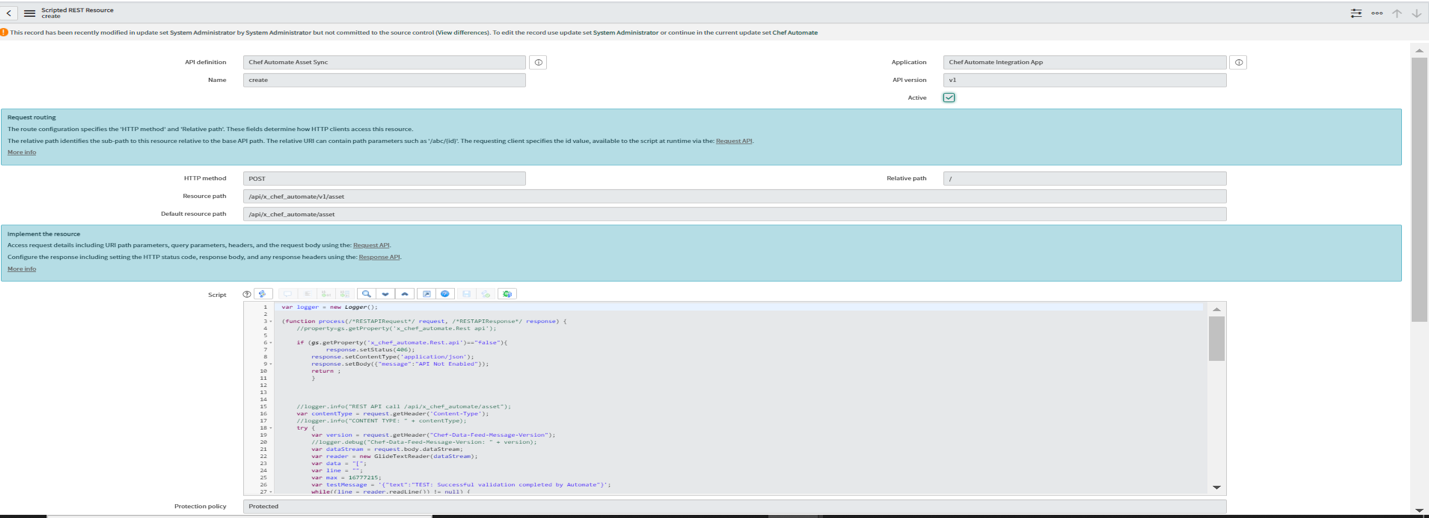 Scripted REST Resource
create
This record has been recently modified in update set System Administrator by System Administrator but not committed to the source control (View differences). To edit the record use update set System Administrator or continue in the current update set Chef Automate
API definition Chef Automate Asset Sync
Application Chef Automate Integration App
Name create
API version v1
Active
Request routing
The route configuration specifies the 'HTTP method' and 'Relative path'. These fields determine how HTTP clients access this resource.
The relative path identifies the sub-path to this resource relative to the base API path. The relative URI can contain path parameters such as '/abc/{id}'. The requesting client specifies the id value, available to the script at runtime via the: Request API.
More info
HTTP method POST
Relative path /
Resource path /api/x_chef_automate/v1/asset
Default resource path /api/x_chef_automate/asset
Implement the resource
Access request details including URI path parameters, query parameters, headers, and the request body using the: Request API.
Configure the response including setting the HTTP status code, response body, and any response headers using the: Response API.
More info
Script
1 var logger = new Logger();
2
3 (function process(/*RESTAPIRequest*/ request, /*RESTAPIResponse*/ response) {
4 //property=gs.getProperty('x_chef_automate.Rest api');
5
6 if (gs.getProperty('x_chef_automate.Rest.api')=="false"){
7 response.setStatus(406);
8 response.setContentType('application/json');
9 response.setBody({"message":"API Not Enabled"});
10 return ;
11 }
12
13
14
15 //logger.info("REST API call /api/x_chef_automate/asset");
16 var contentType = request.getHeader('Content-Type');
17 //logger.info("CONTENT TYPE: " + contentType);
18 try {
19 var version = request.getHeader("Chef-Data-Feed-Message-Version");
20 //logger.debug("Chef-Data-Feed-Message-Version: " + version);
21 var dataStream = request.body.dataStream;
22 var reader = new GlideTextReader(dataStream);
23 var data = "[";
24 var line = "";
25 var max = 16777215;
26 var testMessage = '{"text":"TEST: Successful validation completed by Automate"}';
27 while((line = reader.readLine()) != null) {
Protection policy Protected